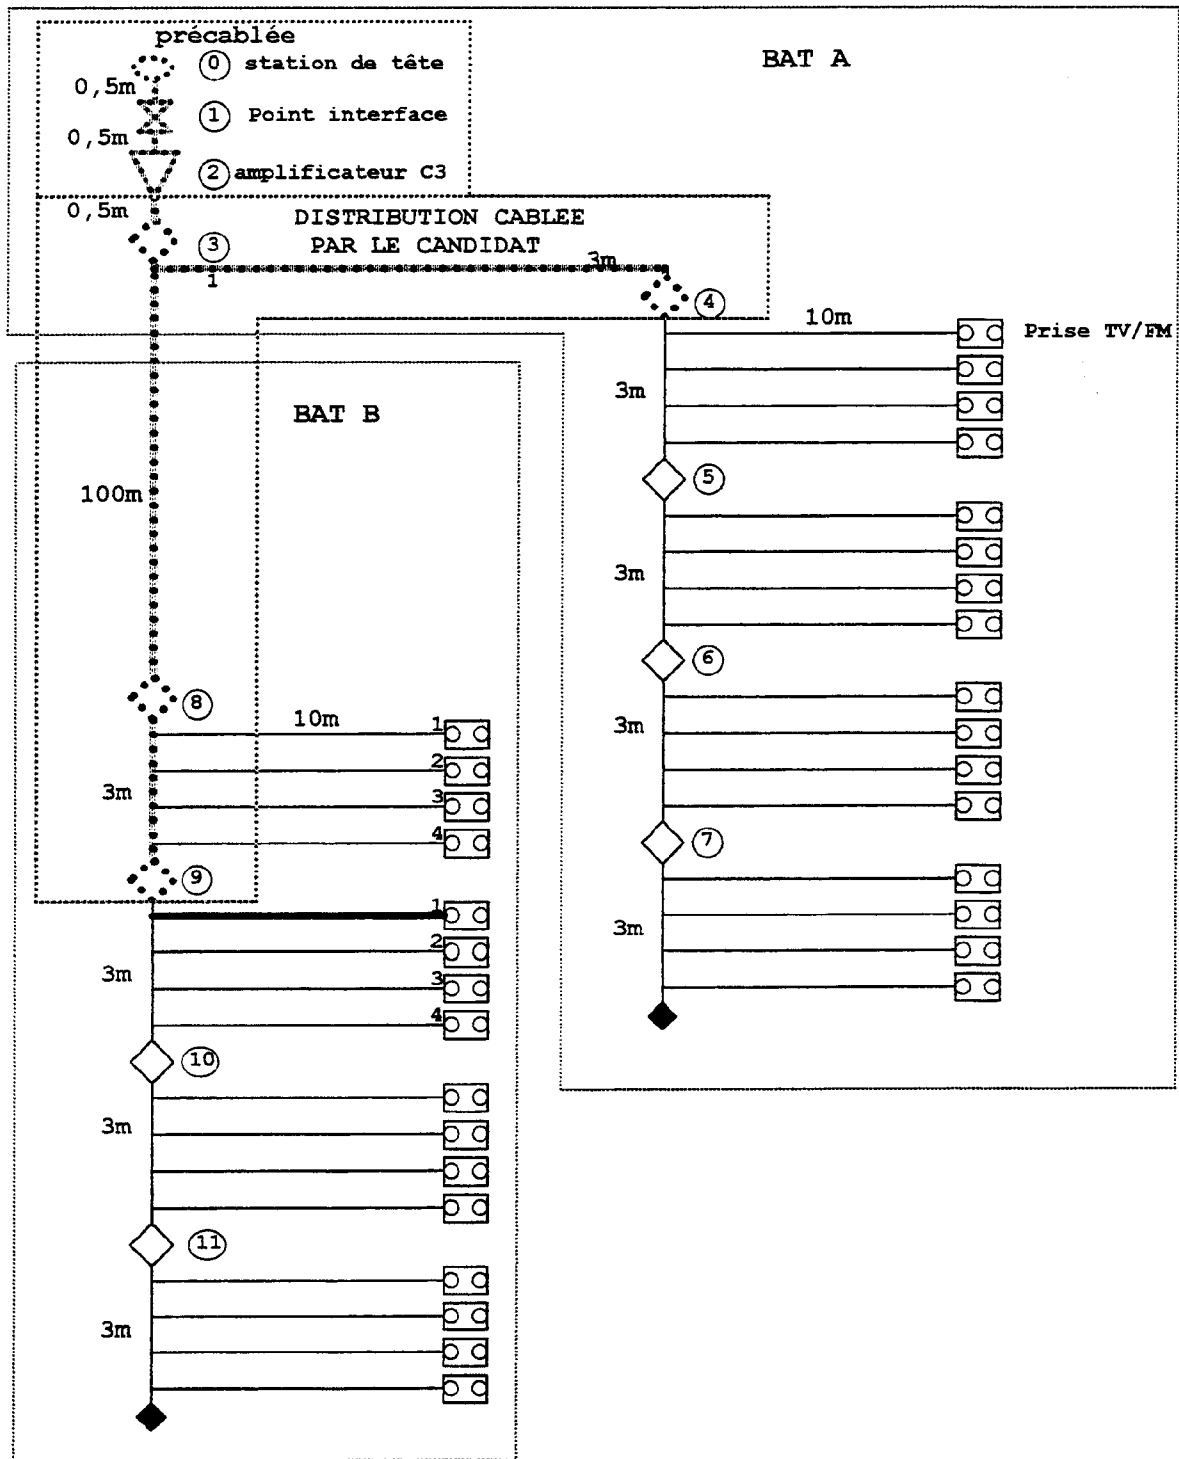 précablée
BAT A
0 station de tête
0,5m
1 Point interface
0,5m
2 amplificateur C3
0,5m
DISTRIBUTION CABLEE
PAR LE CANDIDAT
3
3m
1
4
10m
Prise TV/FM
3m
BAT B
5
100m
3m
6
8
10m
1
3m
2
3m
3
4
7
9
1
3m
2
3m
3
4
10
3m
11
3m